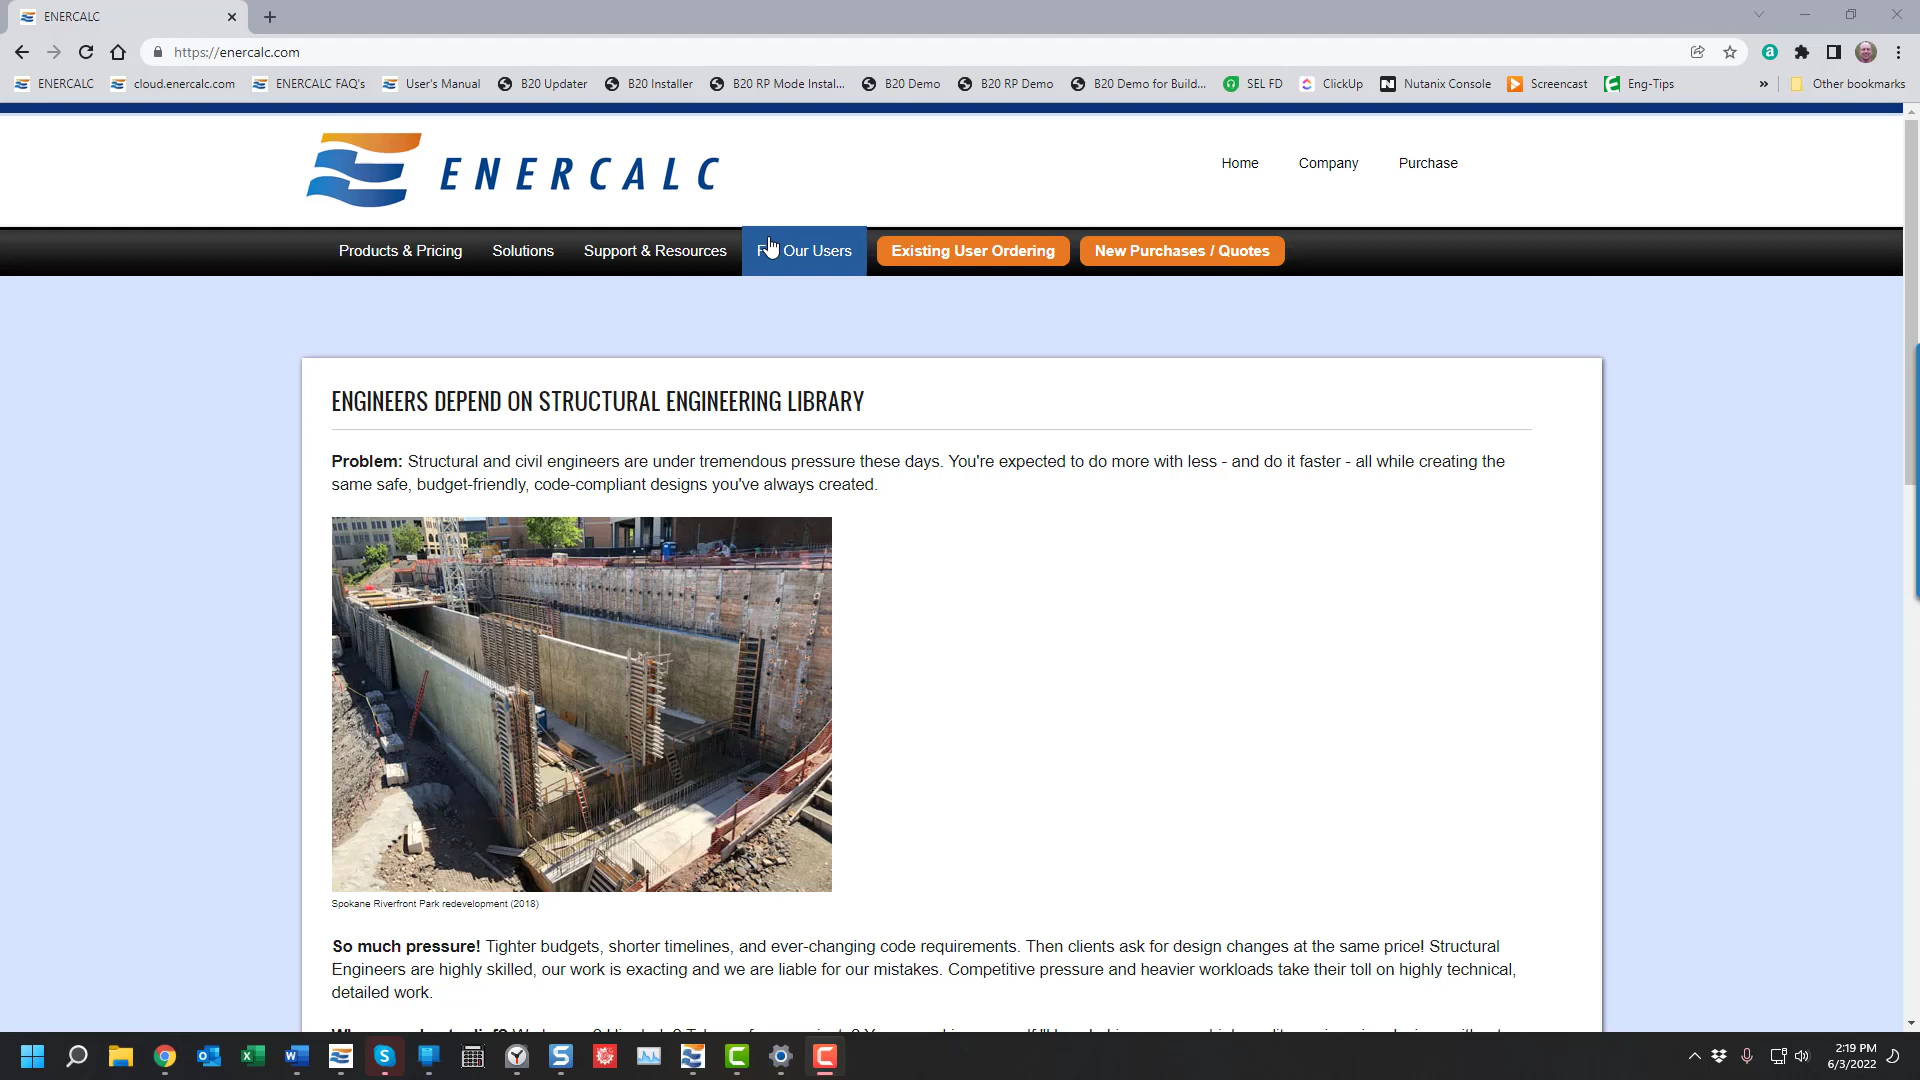 ENERCALC
https://enercalc.com
ENERCALC
cloud.enercalc.com
ENERCALC FAQ's
User's Manual
B20 Updater
B20 Installer
B20 RP Mode Instal...
B20 Demo
B20 RP Demo
B20 Demo for Build...
SEL FD
ClickUp
Nutanix Console
Screencast
Eng-Tips
»
Other bookmarks
ENERCALC
Home
Company
Purchase
Products & Pricing
Solutions
Support & Resources
Our Users
Existing User Ordering
New Purchases / Quotes
ENGINEERS DEPEND ON STRUCTURAL ENGINEERING LIBRARY
Problem: Structural and civil engineers are under tremendous pressure these days. You're expected to do more with less - and do it faster - all while creating the
same safe, budget-friendly, code-compliant designs you've always created.
Spokane Riverfront Park redevelopment (2018)
So much pressure! Tighter budgets, shorter timelines, and ever-changing code requirements. Then clients ask for design changes at the same price! Structural
Engineers are highly skilled, our work is exacting and we are liable for our mistakes. Competitive pressure and heavier workloads take their toll on highly technical,
detailed work.
2:19 PM
6/3/2022